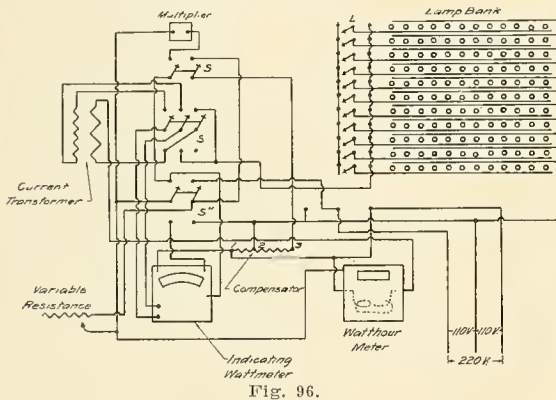 Multiplier
Lamp Bank
L
S
S
Current
Transformer
S"
2
3
Variable
Resistance
Compensator
Indicating
Wattmeter
Watthour
Meter
110V 110V
220V.
Fig. 96.